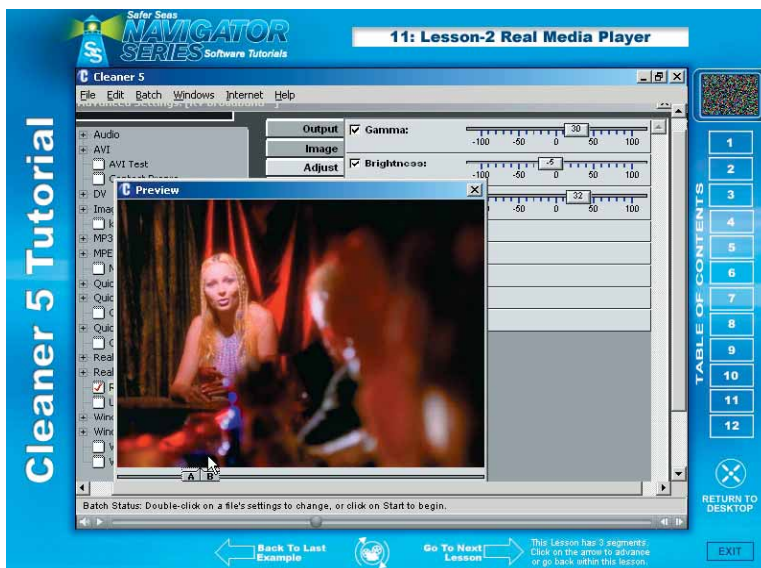 Safer Seas
NAVIGATOR
SERIES Software Tutorials
SS
11: Lesson-2 Real Media Player
Cleaner 5 Tutorial
Cleaner 5
File Edit Batch Windows Internet Help
Audio
AVI
AVI Test
DV
MP3
Output
Image
Adjust
Gamma:
30
-100 -50 0 50 100
Brightness:
-5
-100 -50 0 50 100
32
-50 0 50 100
Preview
A B
Batch Status: Double-click on a file's settings to change, or click on Start to begin.
TABLE OF CONTENTS
1
2
3
4
5
6
7
8
9
10
11
12
RETURN TO
DESKTOP
Back To Last
Example
Go To Next
Lesson
This Lesson has 3 segments.
Click on the arrow to advance
or go back within this lesson.
EXIT